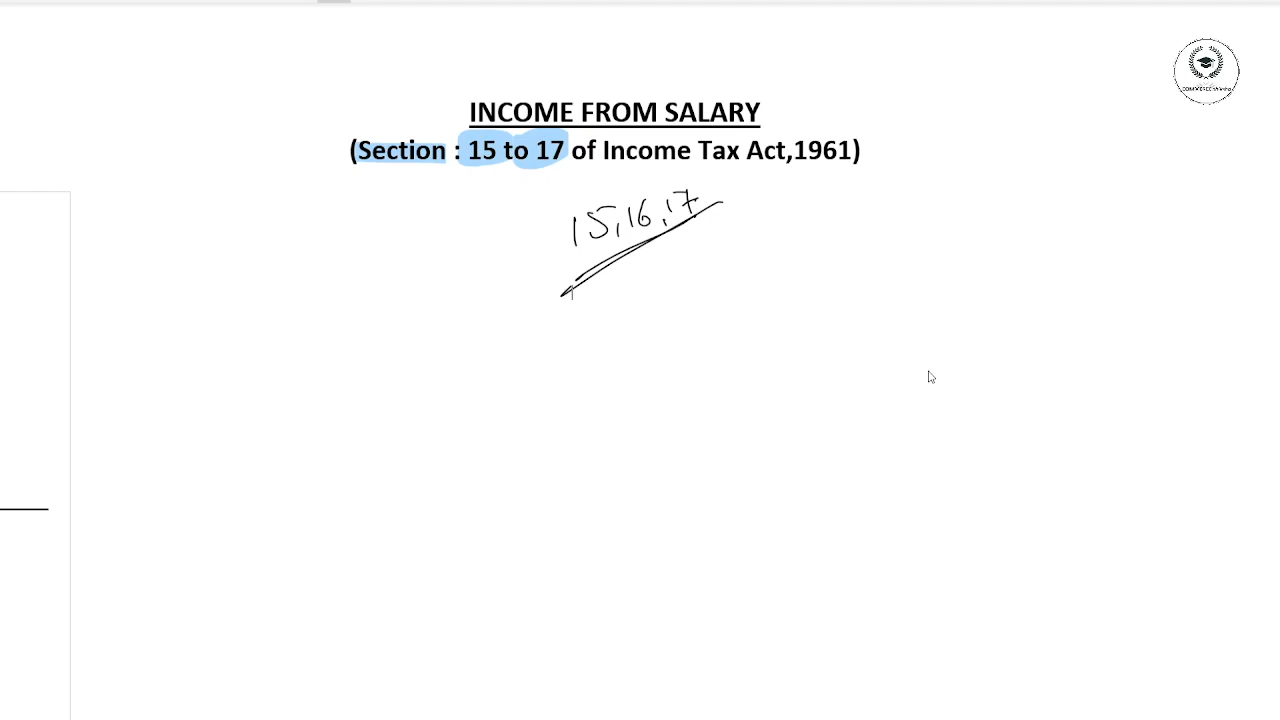 INCOME FROM SALARY
(Section : 15 to 17 of Income Tax Act,1961)
15,16,17